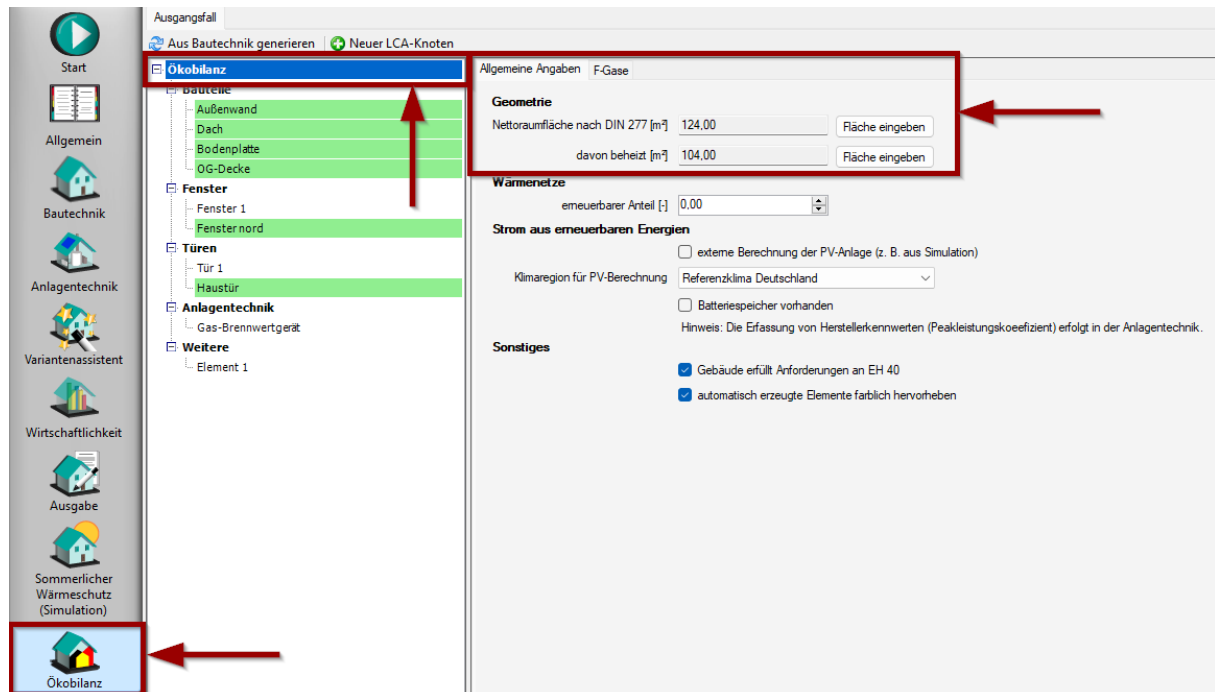 Start
Allgemein
Bautechnik
Anlagentechnik
Variantenassistent
Wirtschaftlichkeit
Ausgabe
Sommerlicher
Wärmeschutz
(Simulation)
Ökobilanz
Ausgangsfall
Aus Bautechnik generieren Neuer LCA-Knoten
Ökobilanz
Bauteile
Außenwand
Dach
Bodenplatte
OG-Decke
Fenster
Fenster 1
Fenster nord
Türen
Tür 1
Haustür
Anlagentechnik
Gas-Brennwertgerät
Weitere
Element 1
Allgemeine Angaben F-Gase
Geometrie
Nettoraumfläche nach DIN 277 [m²] 124,00 Fläche eingeben
davon beheizt [m²] 104,00 Fläche eingeben
Wärmenetze
erneuerbarer Anteil [-] 0,00
Strom aus erneuerbaren Energien
externe Berechnung der PV-Anlage (z. B. aus Simulation)
Klimaregion für PV-Berechnung Referenzklima Deutschland
Batteriespeicher vorhanden
Hinweis: Die Erfassung von Herstellerkennwerten (Peakleistungskoeefizient) erfolgt in der Anlagentechnik.
Sonstiges
Gebäude erfüllt Anforderungen an EH 40
automatisch erzeugte Elemente farblich hervorheben